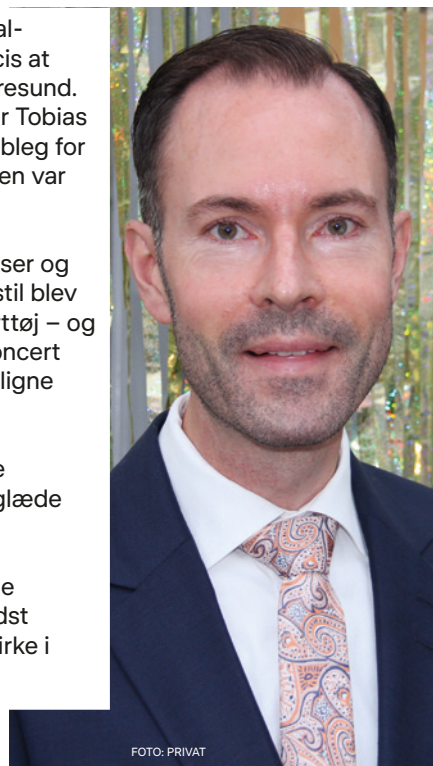 al-
cis at
resund.
r Tobias
bleg for
en var
ser og
stil blev
ttøj – og
oncert
ligne
e
glæde
e
dst
irke i
FOTO: PRIVAT